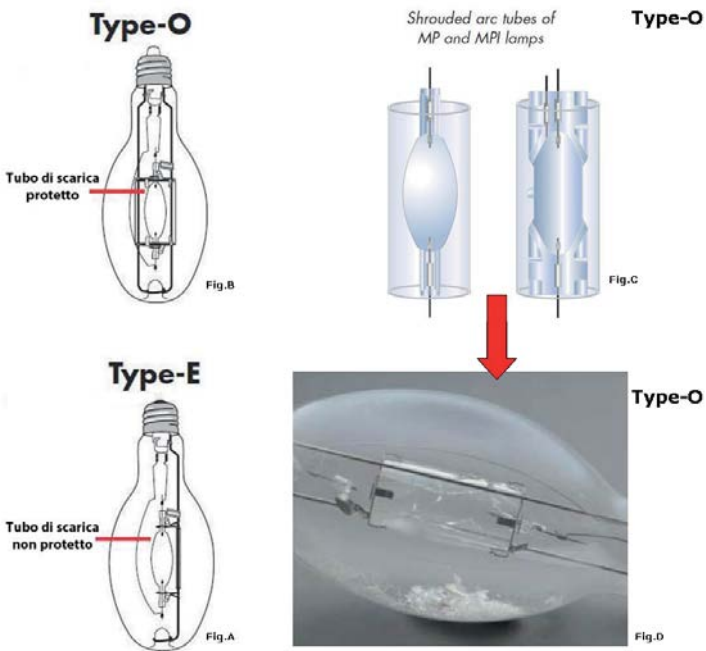 Type-O
Tubo di scarica
protetto
Fig.B
Shrouded arc tubes of
MP and MPI lamps
Type-O
Fig.C
Type-E
Tubo di scarica
non protetto
Fig.A
Type-O
Fig.D